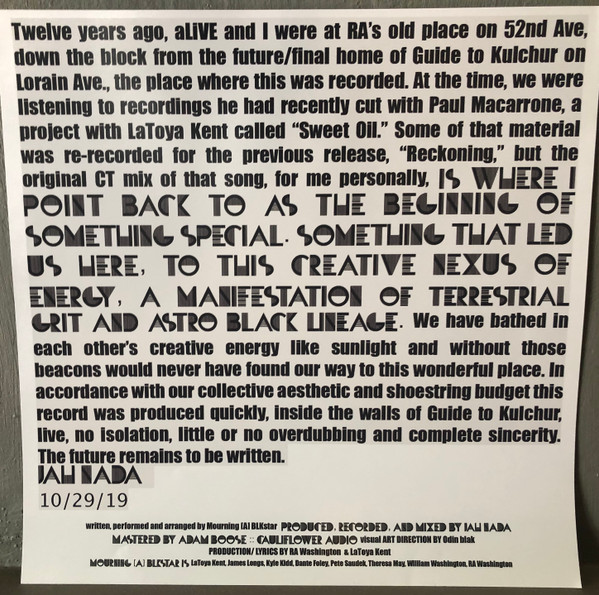 Twelve years ago, aLIVE and I were at RA's old place on 52nd Ave,
down the block from the future/final home of Guide to Kulchur on
Lorain Ave., the place where this was recorded. At the time, we were
listening to recordings he had recently cut with Paul Macarrone, a
project with LaToya Kent called “Sweet Oil.” Some of that material
was re-recorded for the previous release, “Reckoning,” but the
original CT mix of that song, for me personally, IS WHERE I
POINT BACK TO AS THE BEGINNING OF
SOMETHING SPECIAL. SOMETHING THAT LED
US HERE, TO THIS CREATIVE NEXUS OF
ENERGY, A MANIFESTATION OF TERRESTRIAL
GRIT AND ASTRO BLACK LINEAGE. We have bathed in
each other's creative energy like sunlight and without those
beacons would never have found our way to this wonderful place. In
accordance with our collective aesthetic and shoestring budget this
record was produced quickly, inside the walls of Guide to Kulchur,
live, no isolation, little or no overdubbing and complete sincerity.
The future remains to be written.
JAH NADA
10/29/19
written, performed and arranged by Mourning [A] BLKstar PRODUCED, RECORDED, AND MIXED BY JAH NADA
MASTERED BY ADAM BOOSE :: CAULIFLOWER AUDIO visual ART DIRECTION BY Odin blak
PRODUCTION/ LYRICS BY RA Washington & LaToya Kent
MOURNING [A] BLKSTAR IS LaToya Kent, James Longs, Kyle Kidd, Dante Foley, Pete Saudek, Theresa May, William Washington, RA Washington